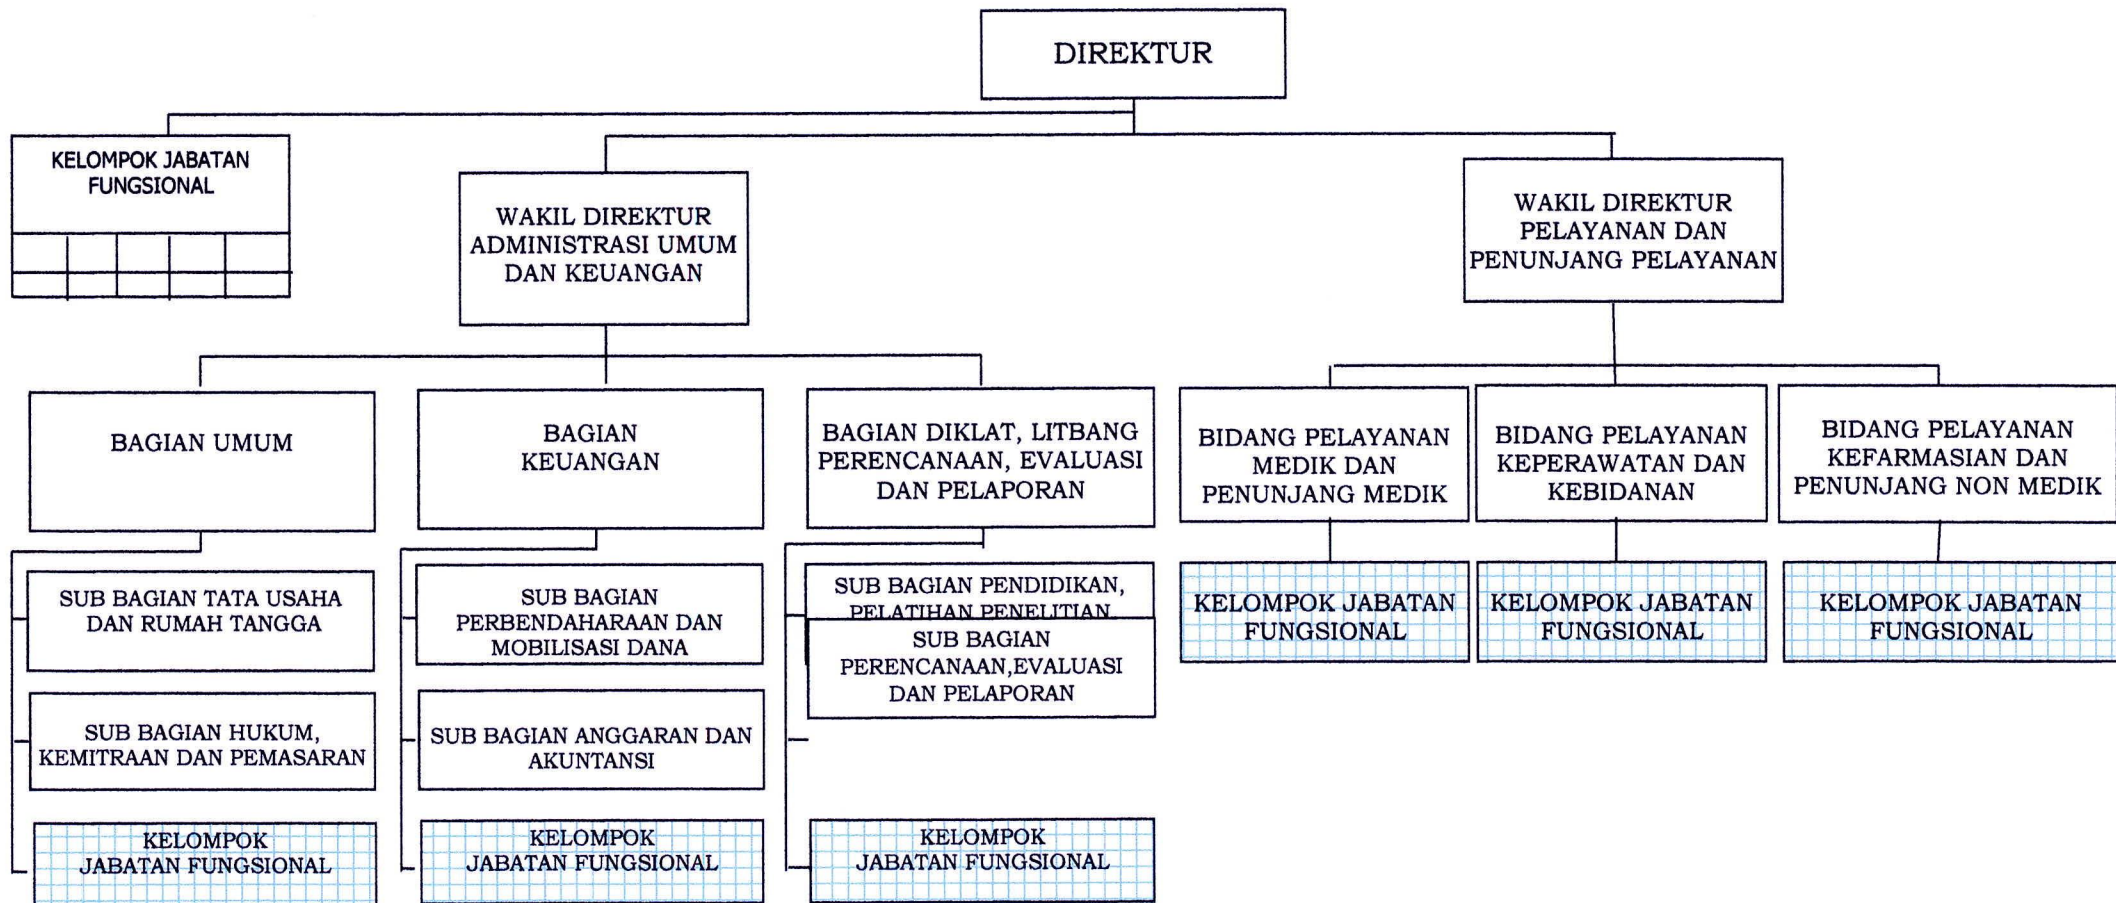 DIREKTUR
KELOMPOK JABATAN
FUNGSIONAL
WAKIL DIREKTUR
ADMINISTRASI UMUM
DAN KEUANGAN
WAKIL DIREKTUR
PELAYANAN DAN
PENUNJANG PELAYANAN
BAGIAN UMUM
BAGIAN
KEUANGAN
BAGIAN DIKLAT, LITBANG
PERENCANAAN, EVALUASI
DAN PELAPORAN
BIDANG PELAYANAN
MEDIK DAN
PENUNJANG MEDIK
BIDANG PELAYANAN
KEPERAWATAN DAN
KEBIDANAN
BIDANG PELAYANAN
KEFARMASIAN DAN
PENUNJANG NON MEDIK
SUB BAGIAN TATA USAHA
DAN RUMAH TANGGA
SUB BAGIAN
PERBENDAHARAAN DAN
MOBILISASI DANA
SUB BAGIAN PENDIDIKAN,
PELATIHAN PENELITIAN
SUB BAGIAN
PERENCANAAN,EVALUASI
DAN PELAPORAN
KELOMPOK JABATAN
FUNGSIONAL
KELOMPOK JABATAN
FUNGSIONAL
KELOMPOK JABATAN
FUNGSIONAL
SUB BAGIAN HUKUM,
KEMITRAAN DAN PEMASARAN
SUB BAGIAN ANGGARAN DAN
AKUNTANSI
KELOMPOK
JABATAN FUNGSIONAL
KELOMPOK
JABATAN FUNGSIONAL
KELOMPOK
JABATAN FUNGSIONAL